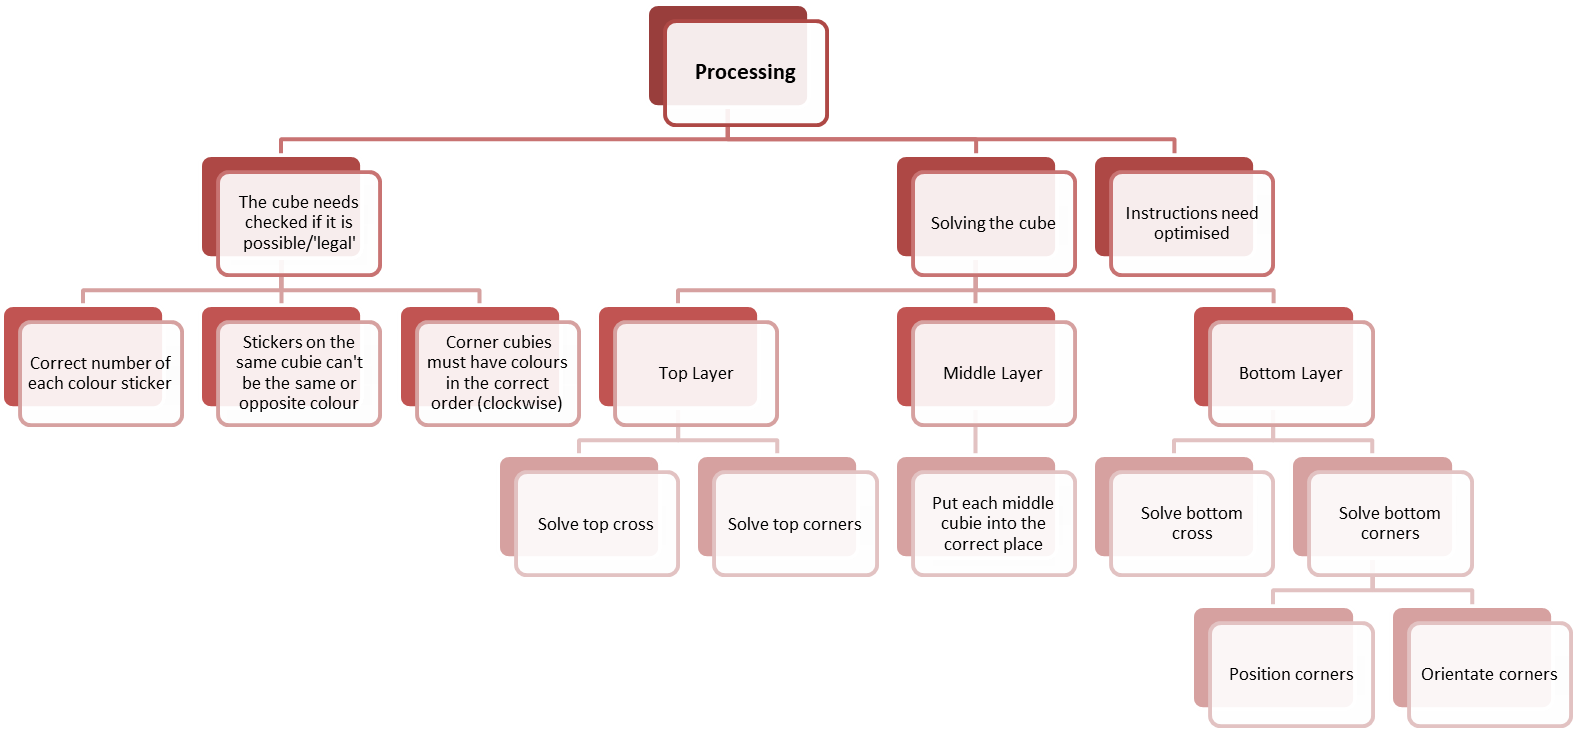 Processing
The cube needs
checked if it is
possible/'legal'
Solving the cube
Instructions need
optimised
Correct number of
each colour sticker
Stickers on the
same cubie can't
be the same or
opposite colour
Corner cubies
must have colours
in the correct
order (clockwise)
Top Layer
Middle Layer
Bottom Layer
Solve top cross
Solve top corners
Put each middle
cubie into the
correct place
Solve bottom
cross
Solve bottom
corners
Position corners
Orientate corners